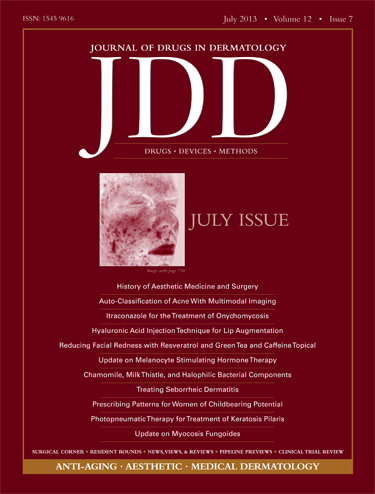 ISSN: 1545 9616 July 2013 • Volume 12 • Issue 7
JOURNAL OF DRUGS IN DERMATOLOGY
JDD
DRUGS • DEVICES • METHODS
JULY ISSUE
History of Aesthetic Medicine and Surgery
Auto-Classification of Acne With Multimodal Imaging
Itraconazole for the Treatment of Onychomycosis
Hyaluronic Acid Injection Technique for Lip Augmentation
Reducing Facial Redness with Resveratrol and Green Tea and Caffeine Topical
Update on Melanocyte Stimulating Hormone Therapy
Chamomile, Milk Thistle, and Halophilic Bacterial Components
Treating Seborrheic Dermatitis
Prescribing Patterns for Women of Childbearing Potential
Photopneumatic Therapy for Treatment of Keratosis Pilaris
Update on Myocosis Fungoides
SURGICAL CORNER • RESIDENT ROUNDS • NEWS, VIEWS, & REVIEWS • PIPELINE PREVIEWS • CLINICAL TRIAL REVIEW
ANTI-AGING • AESTHETIC • MEDICAL DERMATOLOGY